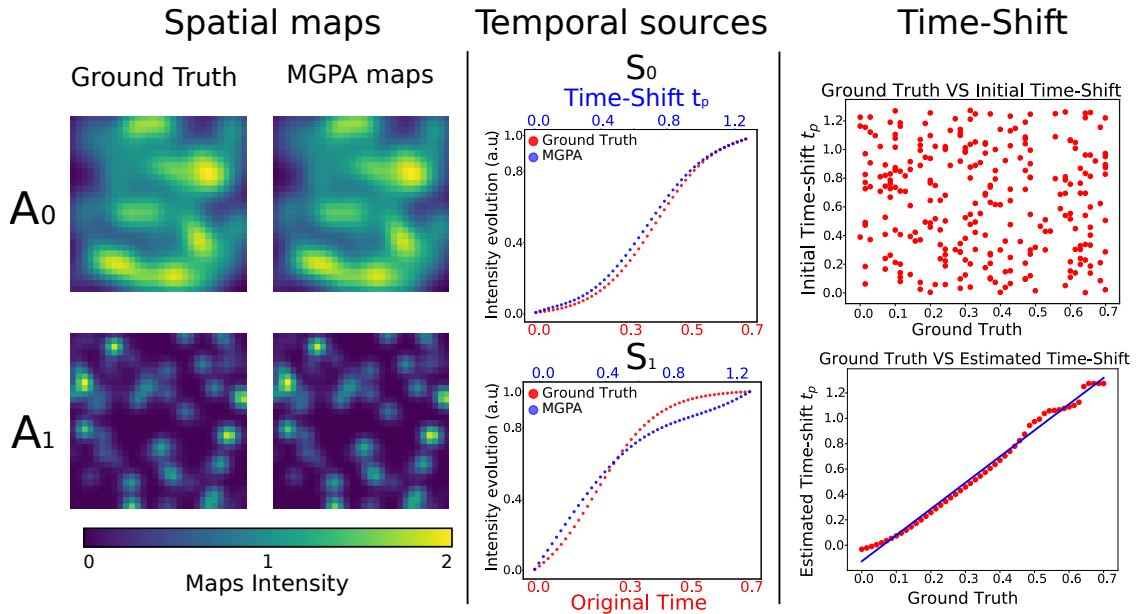 Spatial maps
Temporal sources
Time-Shift
Ground Truth
MGPA maps
A0
A1
0
1
2
Maps Intensity
S0
Time-Shift tp
0.0 0.4 0.6 0.9 1.2
Intensity evolution (a.u)
1.0
0.8
0.4
0.0
Ground Truth
MGPA
0.0 0.3 0.5 0.7
S1
0.0 0.4 0.6 0.9 1.2
Intensity evolution (a.u)
1.0
0.8
0.4
0.0
Ground Truth
MGPA
0.0 0.3 0.5 0.7
Original Time
Ground Truth VS Initial Time-Shift
Initial Time-shift tp
1.2
1.0
0.8
0.6
0.4
0.2
0.0
0.0 0.1 0.2 0.3 0.4 0.5 0.6 0.7
Ground Truth
Ground Truth VS Estimated Time-Shift
Estimated Time-shift tp
1.2
1.0
0.8
0.6
0.4
0.2
0.0
0.0 0.1 0.2 0.3 0.4 0.5 0.6 0.7
Ground Truth